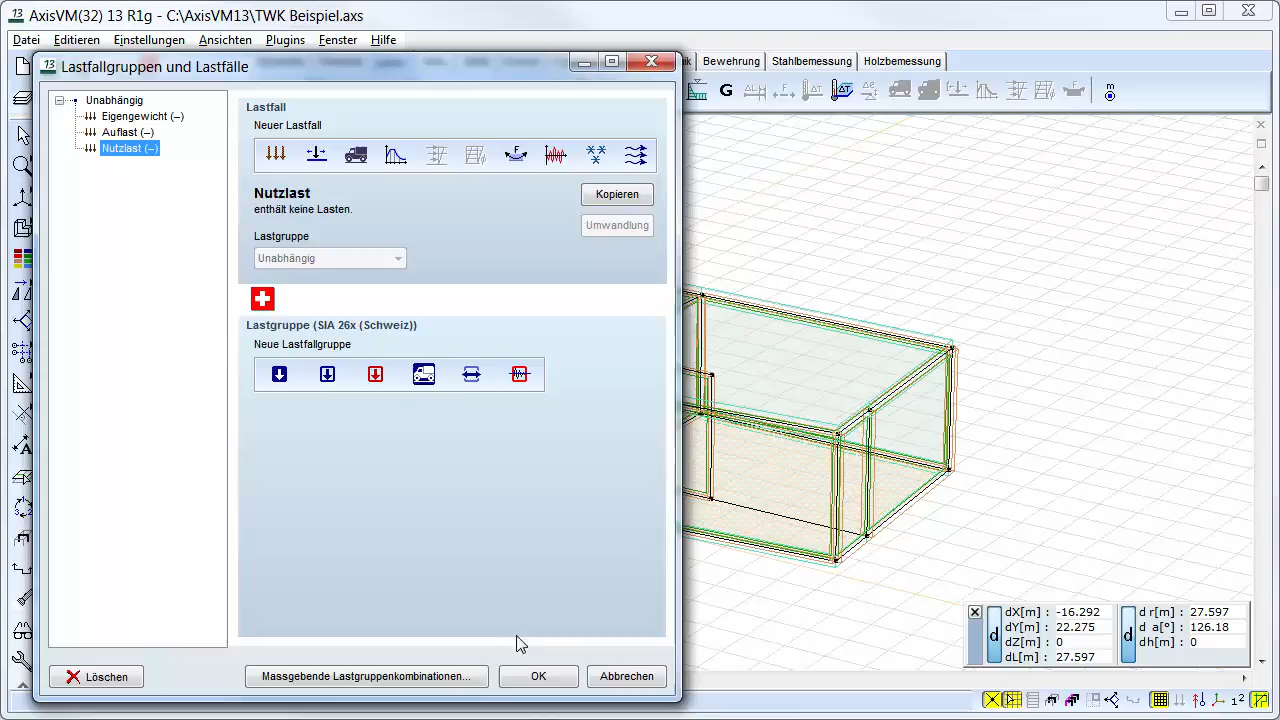 13 AxisVM(32) 13 R1g - C:\AxisVM13\TWK Beispiel.axs
Datei Editieren Einstellungen Ansichten Plugins Fenster Hilfe
13 Lastfallgruppen und Lastfälle
k Bewehrung Stahlbemessung Holzbemessung
Unabhängig
Eigengewicht (–)
Auflast (–)
Nutzlast (–)
Lastfall
Neuer Lastfall
Nutzlast
enthält keine Lasten.
Kopieren
Umwandlung
Lastgruppe
Unabhängig
Lastgruppe (SIA 26x (Schweiz))
Neue Lastfallgruppe
Löschen
Massgebende Lastgruppenkombinationen...
OK
Abbrechen
G
m
d
dX[m] : -16.292
dY[m] : 22.275
dZ[m] : 0
dL[m] : 27.597
d
d r[m] : 27.597
d a[°] : 126.18
dh[m] : 0